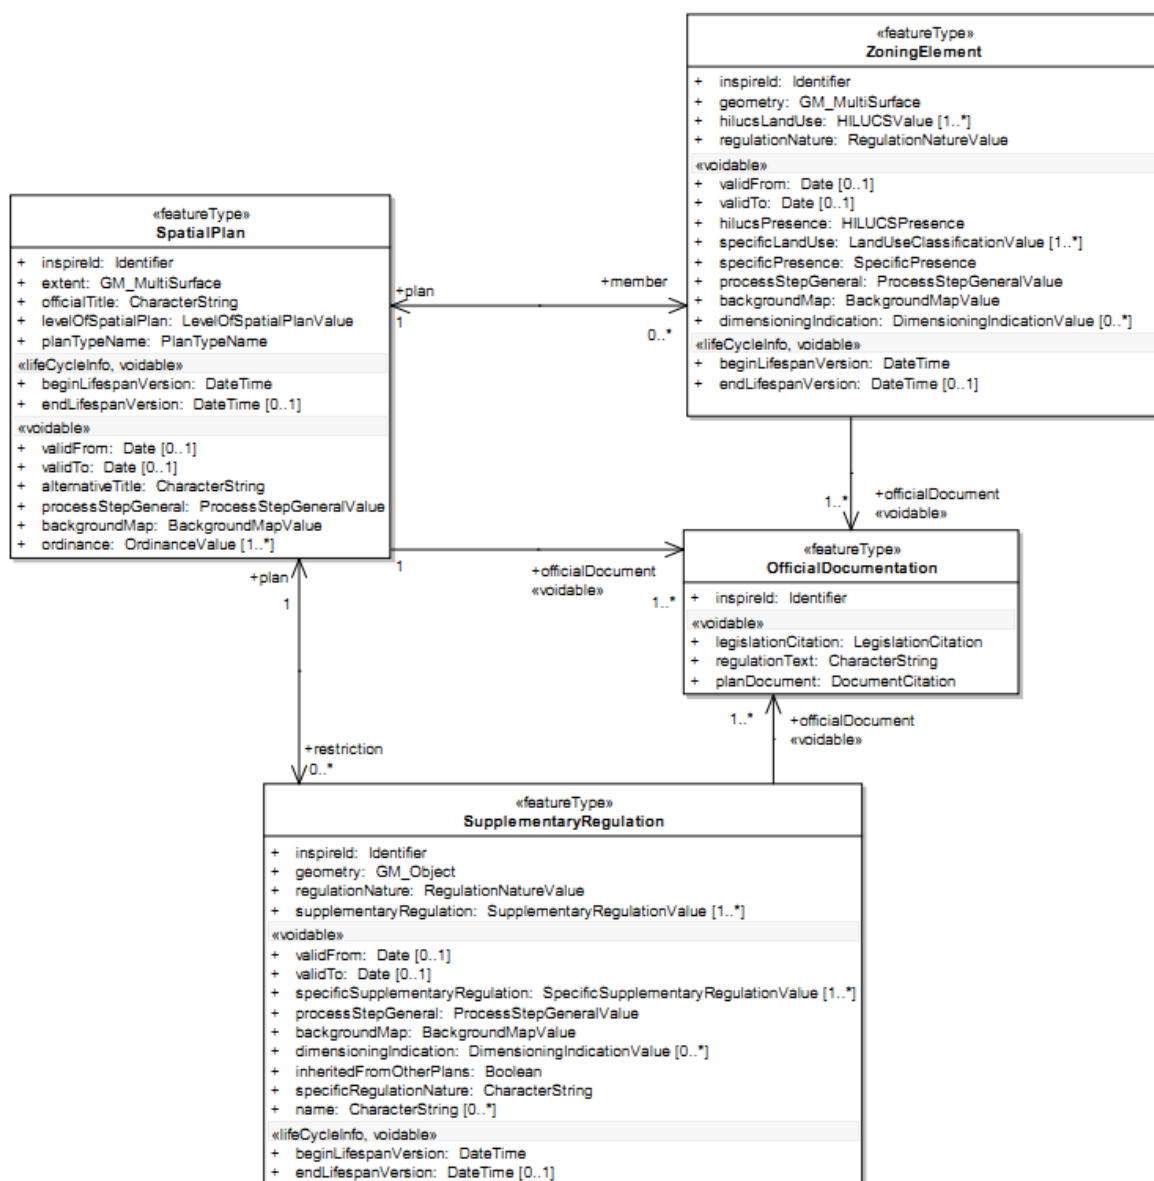 «featureType»
ZoningElement
+ inspireId: Identifier
+ geometry: GM_MultiSurface
+ hilucsLandUse: HILUCSValue [1..*]
+ regulationNature: RegulationNatureValue
«voidable»
+ validFrom: Date [0..1]
+ validTo: Date [0..1]
+ hilucsPresence: HILUCSPresence
+ specificLandUse: LandUseClassificationValue [1..*]
+ specificPresence: SpecificPresence
+ processStepGeneral: ProcessStepGeneralValue
+ backgroundMap: BackgroundMapValue
+ dimensioningIndication: DimensioningIndicationValue [0..*]
«lifeCycleInfo, voidable»
+ beginLifespanVersion: DateTime
+ endLifespanVersion: DateTime [0..1]
«featureType»
SpatialPlan
+ inspireId: Identifier
+ extent: GM_MultiSurface
+ officialTitle: CharacterString
+ levelOfSpatialPlan: LevelOfSpatialPlanValue
+ planTypeName: PlanTypeName
«lifeCycleInfo, voidable»
+ beginLifespanVersion: DateTime
+ endLifespanVersion: DateTime [0..1]
«voidable»
+ validFrom: Date [0..1]
+ validTo: Date [0..1]
+ alternativeTitle: CharacterString
+ processStepGeneral: ProcessStepGeneralValue
+ backgroundMap: BackgroundMapValue
+ ordinance: OrdinanceValue [1..*]
+plan
1
+member
0..*
1..*
+officialDocument
«voidable»
1
+officialDocument
«voidable»
1..*
«featureType»
OfficialDocumentation
+ inspireId: Identifier
«voidable»
+ legislationCitation: LegislationCitation
+ regulationText: CharacterString
+ planDocument: DocumentCitation
+plan
1
+restriction
0..*
1..*
+officialDocument
«voidable»
«featureType»
SupplementaryRegulation
+ inspireId: Identifier
+ geometry: GM_Object
+ regulationNature: RegulationNatureValue
+ supplementaryRegulation: SupplementaryRegulationValue [1..*]
«voidable»
+ validFrom: Date [0..1]
+ validTo: Date [0..1]
+ specificSupplementaryRegulation: SpecificSupplementaryRegulationValue [1..*]
+ processStepGeneral: ProcessStepGeneralValue
+ backgroundMap: BackgroundMapValue
+ dimensioningIndication: DimensioningIndicationValue [0..*]
+ inheritedFromOtherPlans: Boolean
+ specificRegulationNature: CharacterString
+ name: CharacterString [0..*]
«lifeCycleInfo, voidable»
+ beginLifespanVersion: DateTime
+ endLifespanVersion: DateTime [0..1]